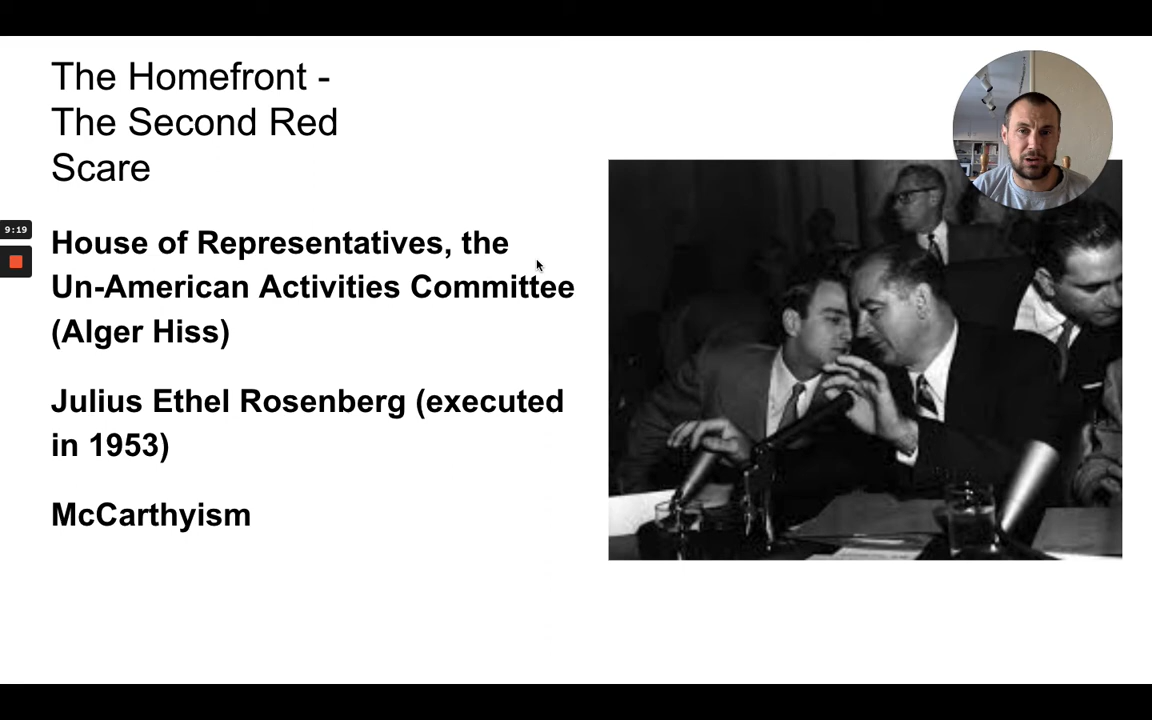 The Homefront -
The Second Red
Scare
House of Representatives, the
Un-American Activities Committee
(Alger Hiss)
Julius Ethel Rosenberg (executed
in 1953)
McCarthyism
9:19